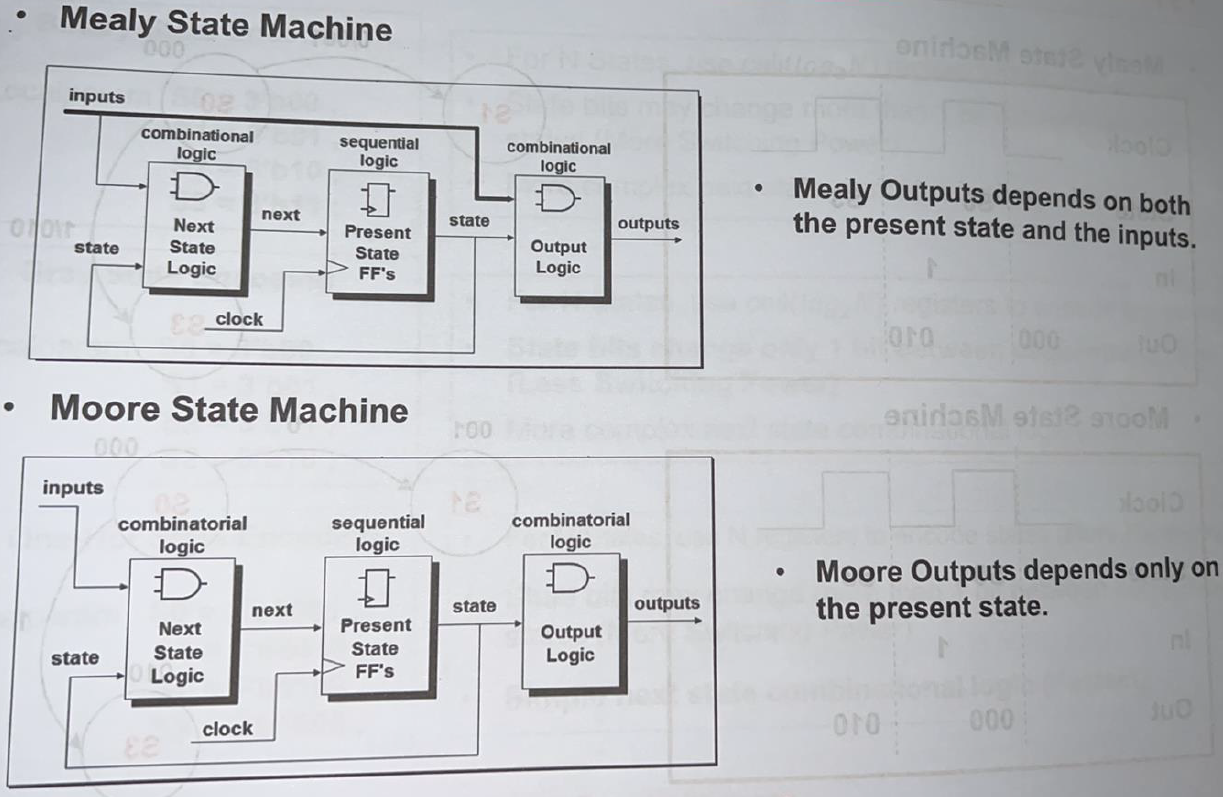 • Mealy State Machine
inputs
combinational
logic
Next
State
Logic
state
next
sequential
logic
Present
State
FF's
clock
state
combinational
logic
Output
Logic
outputs
• Mealy Outputs depends on both
the present state and the inputs.
• Moore State Machine
inputs
combinatorial
logic
Next
State
Logic
state
next
sequential
logic
Present
State
FF's
clock
state
combinatorial
logic
Output
Logic
outputs
• Moore Outputs depends only on
the present state.